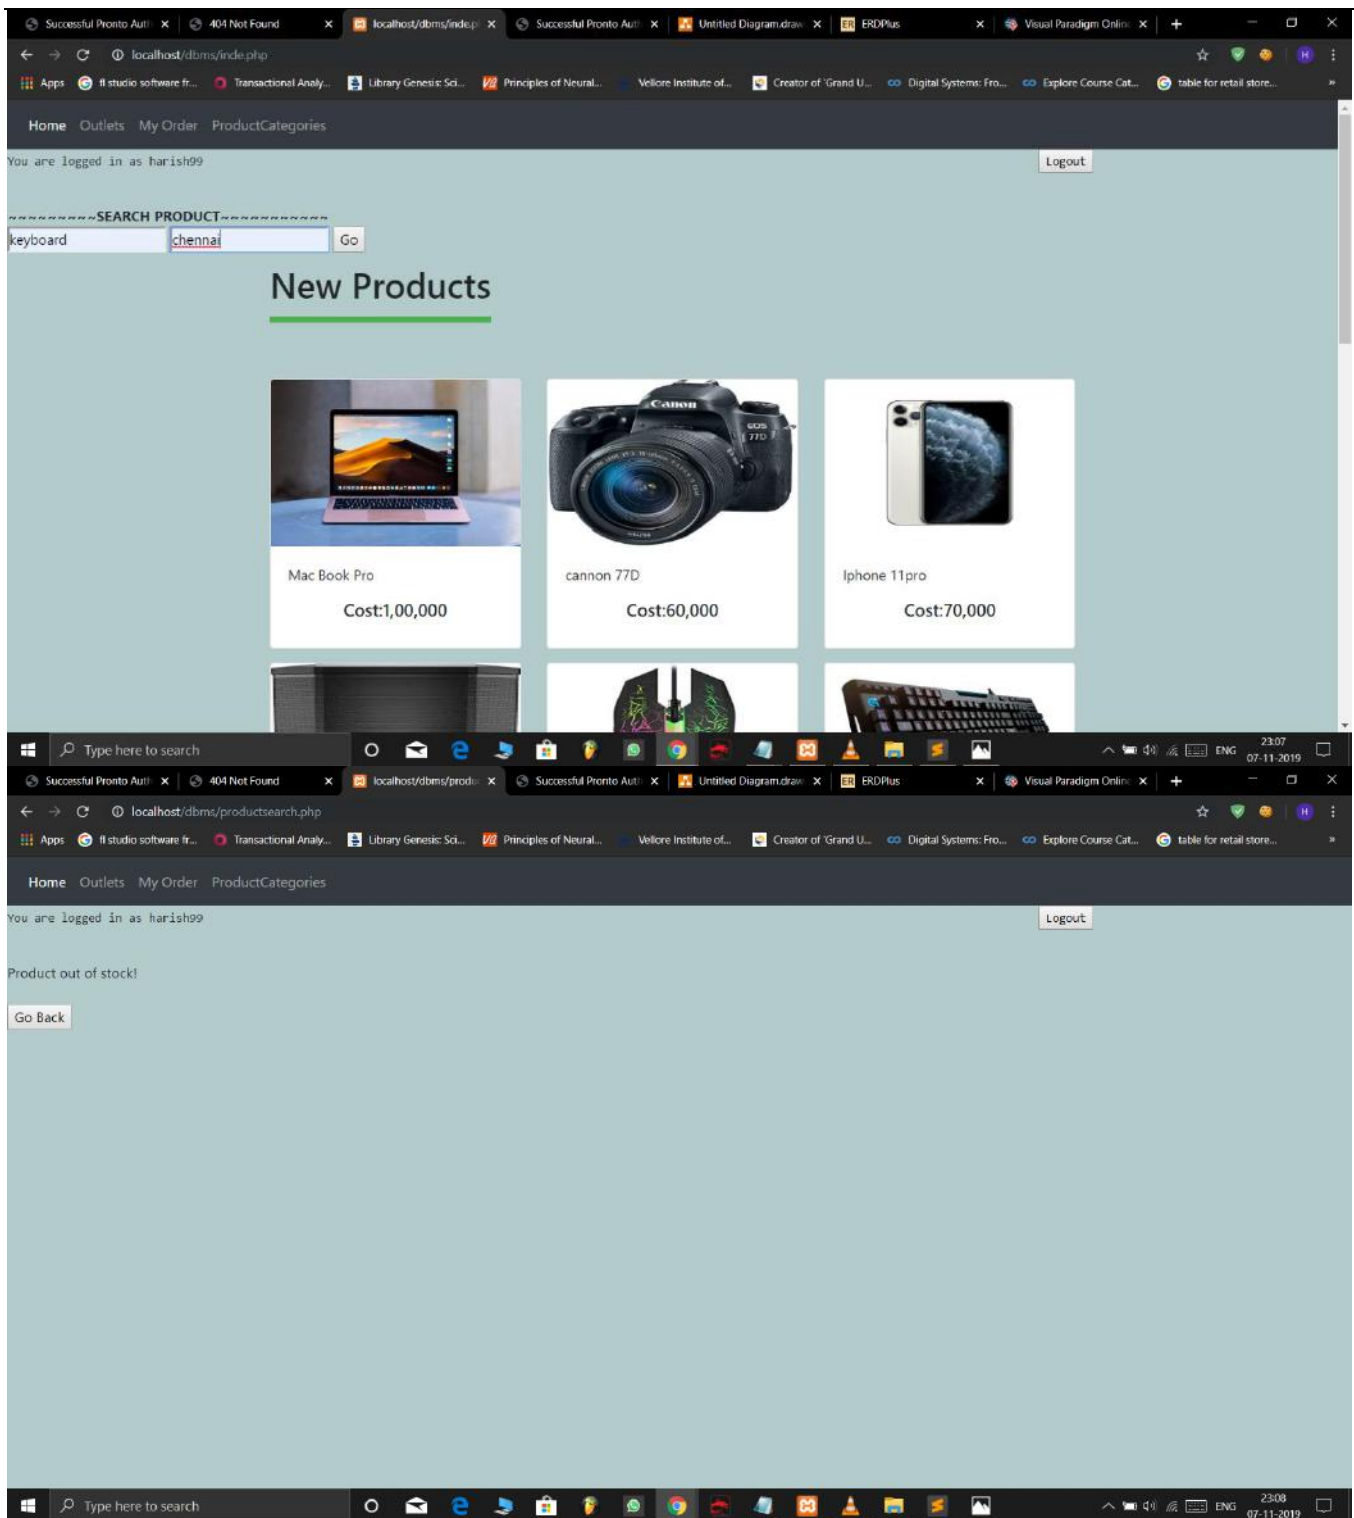 Successful Pronto Auth
404 Not Found
localhost/dbms/inde.p
Successful Pronto Auth
Untitled Diagram.draw
ER ERDPlus
Visual Paradigm Online
localhost/dbms/inde.php
H
Apps
fl studio software fr...
Transactional Analy...
Library Genesis: Sci...
Principles of Neural...
Vellore Institute of...
Creator of 'Grand U...
Digital Systems: Fro...
Explore Course Cat...
table for retail store...
Home Outlets My Order ProductCategories
You are logged in as harish99
Logout
~~~~~~~~~SEARCH PRODUCT~~~~~~~~~~~
keyboard chennai Go
New Products
Canon
EOS
77D
Mac Book Pro
cannon 77D
Iphone 11pro
Cost:1,00,000
Cost:60,000
Cost:70,000
Type here to search
ENG
23:07
07-11-2019
Successful Pronto Auth
404 Not Found
localhost/dbms/produc
Successful Pronto Auth
Untitled Diagram.draw
ER ERDPlus
Visual Paradigm Online
localhost/dbms/productsearch.php
H
Apps
fl studio software fr...
Transactional Analy...
Library Genesis: Sci...
Principles of Neural...
Vellore Institute of...
Creator of 'Grand U...
Digital Systems: Fro...
Explore Course Cat...
table for retail store...
Home Outlets My Order ProductCategories
You are logged in as harish99
Logout
Product out of stock!
Go Back
Type here to search
ENG
23:08
07-11-2019